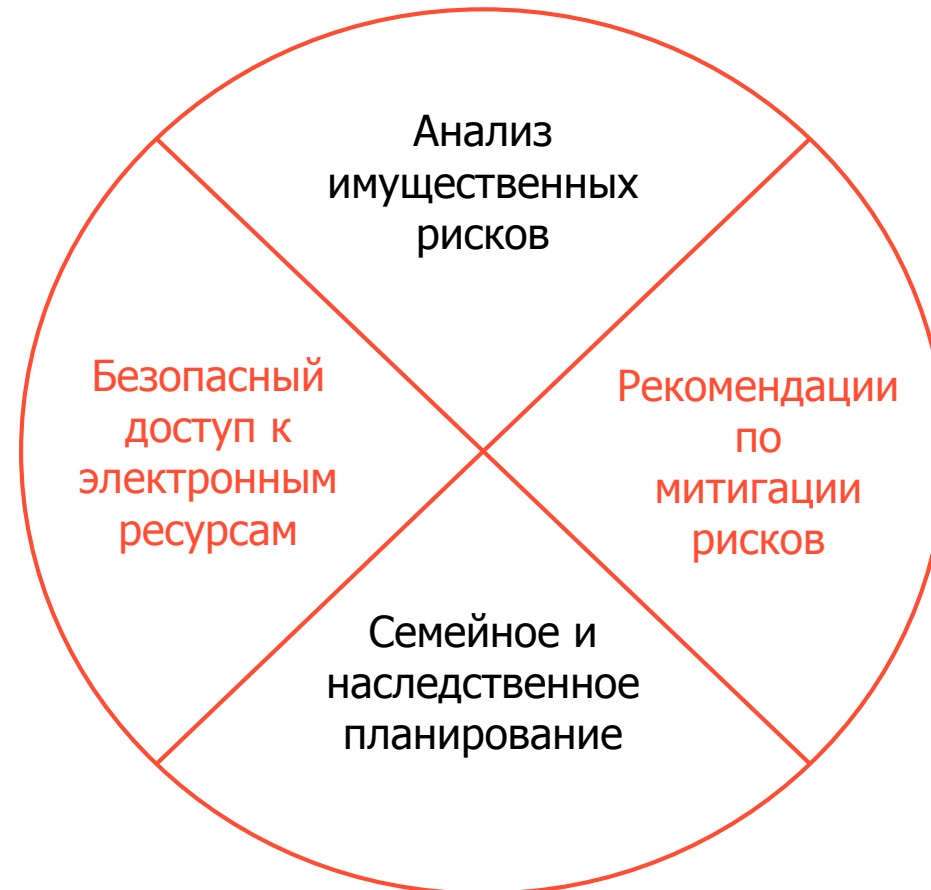 Анализ
имущественных
рисков
Безопасный
доступ к
электронным
ресурсам
Рекомендации
по
митигации
рисков
Семейное и
наследственное
планирование